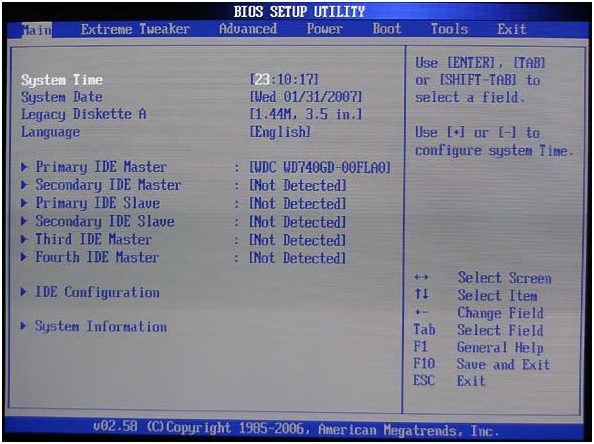 BIOS SETUP UTILITY
Main Extreme Tweaker Advanced Power Boot Tools Exit
System Time [23:10:17]
System Date [Wed 01/31/2007]
Legacy Diskette A [1.44M, 3.5 in.]
Language [English]
Primary IDE Master : [WDC WD740GD-00FLA0]
Secondary IDE Master : [Not Detected]
Primary IDE Slave : [Not Detected]
Secondary IDE Slave : [Not Detected]
Third IDE Master : [Not Detected]
Fourth IDE Master : [Not Detected]
IDE Configuration
System Information
Use [ENTER], [TAB]
or [SHIFT-TAB] to
select a field.
Use [+] or [-] to
configure system Time.
↔ Select Screen
↑↓ Select Item
+- Change Field
Tab Select Field
F1 General Help
F10 Save and Exit
ESC Exit
v02.58 (C)Copyright 1985-2006, American Megatrends, Inc.